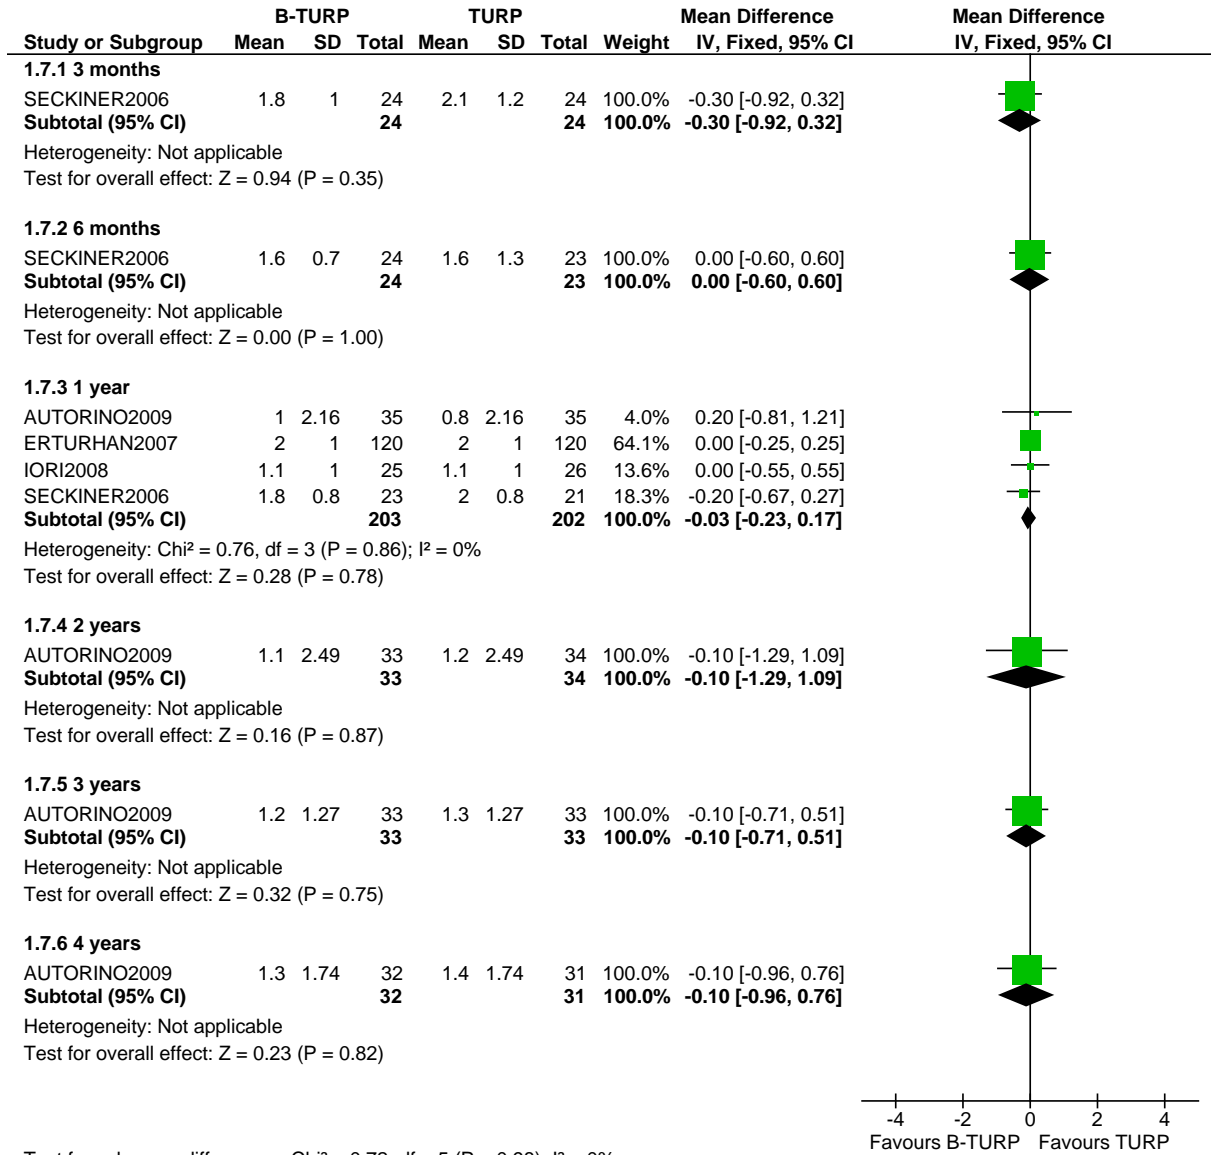 B-TURP TURP Mean Difference Mean Difference
Study or Subgroup Mean SD Total Mean SD Total Weight IV, Fixed, 95% CI IV, Fixed, 95% CI
1.7.1 3 months
SECKINER2006 1.8 1 24 2.1 1.2 24 100.0% -0.30 [-0.92, 0.32]
Subtotal (95% CI) 24 24 100.0% -0.30 [-0.92, 0.32]
Heterogeneity: Not applicable
Test for overall effect: Z = 0.94 (P = 0.35)
1.7.2 6 months
SECKINER2006 1.6 0.7 24 1.6 1.3 23 100.0% 0.00 [-0.60, 0.60]
Subtotal (95% CI) 24 23 100.0% 0.00 [-0.60, 0.60]
Heterogeneity: Not applicable
Test for overall effect: Z = 0.00 (P = 1.00)
1.7.3 1 year
AUTORINO2009 1 2.16 35 0.8 2.16 35 4.0% 0.20 [-0.81, 1.21]
ERTURHAN2007 2 1 120 2 1 120 64.1% 0.00 [-0.25, 0.25]
IORI2008 1.1 1 25 1.1 1 26 13.6% 0.00 [-0.55, 0.55]
SECKINER2006 1.8 0.8 23 2 0.8 21 18.3% -0.20 [-0.67, 0.27]
Subtotal (95% CI) 203 202 100.0% -0.03 [-0.23, 0.17]
Heterogeneity: Chi² = 0.76, df = 3 (P = 0.86); I² = 0%
Test for overall effect: Z = 0.28 (P = 0.78)
1.7.4 2 years
AUTORINO2009 1.1 2.49 33 1.2 2.49 34 100.0% -0.10 [-1.29, 1.09]
Subtotal (95% CI) 33 34 100.0% -0.10 [-1.29, 1.09]
Heterogeneity: Not applicable
Test for overall effect: Z = 0.16 (P = 0.87)
1.7.5 3 years
AUTORINO2009 1.2 1.27 33 1.3 1.27 33 100.0% -0.10 [-0.71, 0.51]
Subtotal (95% CI) 33 33 100.0% -0.10 [-0.71, 0.51]
Heterogeneity: Not applicable
Test for overall effect: Z = 0.32 (P = 0.75)
1.7.6 4 years
AUTORINO2009 1.3 1.74 32 1.4 1.74 31 100.0% -0.10 [-0.96, 0.76]
Subtotal (95% CI) 32 31 100.0% -0.10 [-0.96, 0.76]
Heterogeneity: Not applicable
Test for overall effect: Z = 0.23 (P = 0.82)
-4 -2 0 2 4
Favours B-TURP Favours TURP